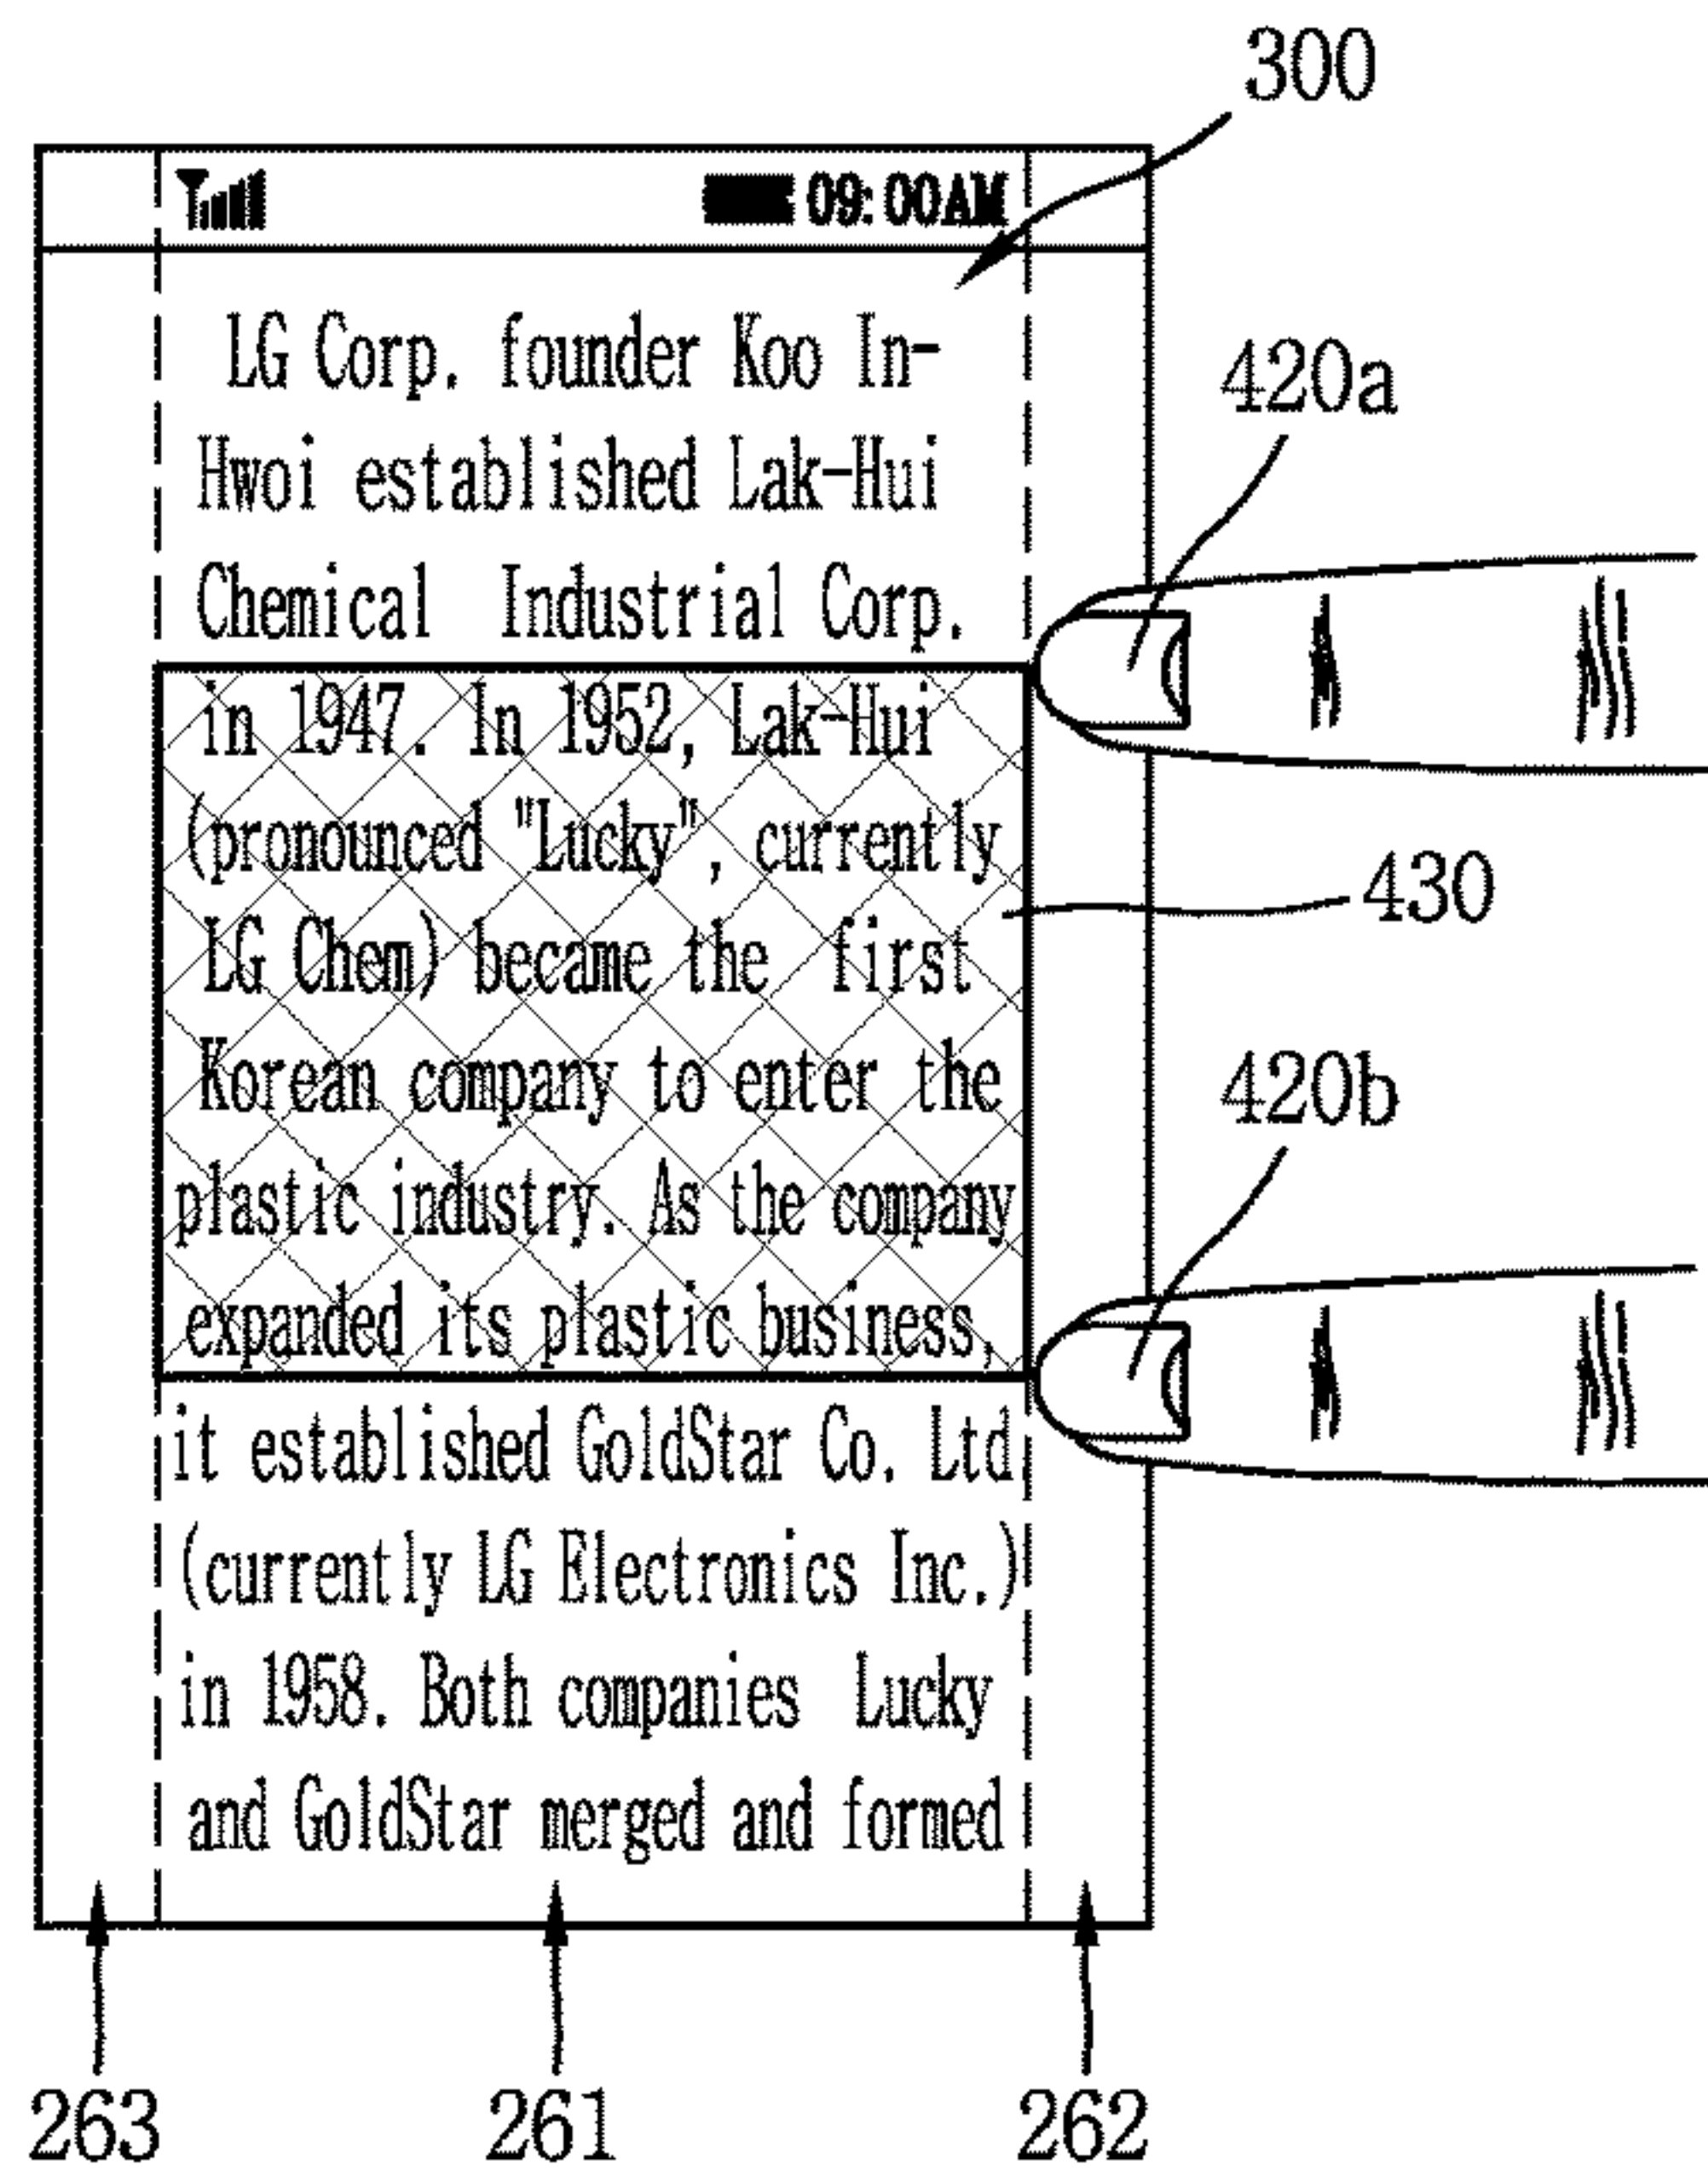 300
09:00AM
LG Corp. founder Koo In-
420a
Hwoi established Lak-Hui
Chemical Industrial Corp.
in 1947. In 1952, Lak-Hui
(pronounced "Lucky", currently
430
LG Chem) became the first
Korean company to enter the
420b
plastic industry. As the company
expanded its plastic business,
it established GoldStar Co. Ltd
(currently LG Electronics Inc.)
in 1958. Both companies Lucky
and GoldStar merged and formed
263 261 262